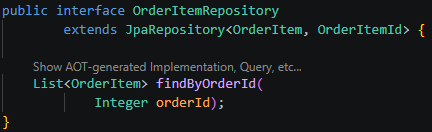 public interface OrderItemRepository
extends JpaRepository<OrderItem, OrderItemId> {
Show AOT-generated Implementation, Query, etc...
List<OrderItem> findByOrderId(
Integer orderId);
}